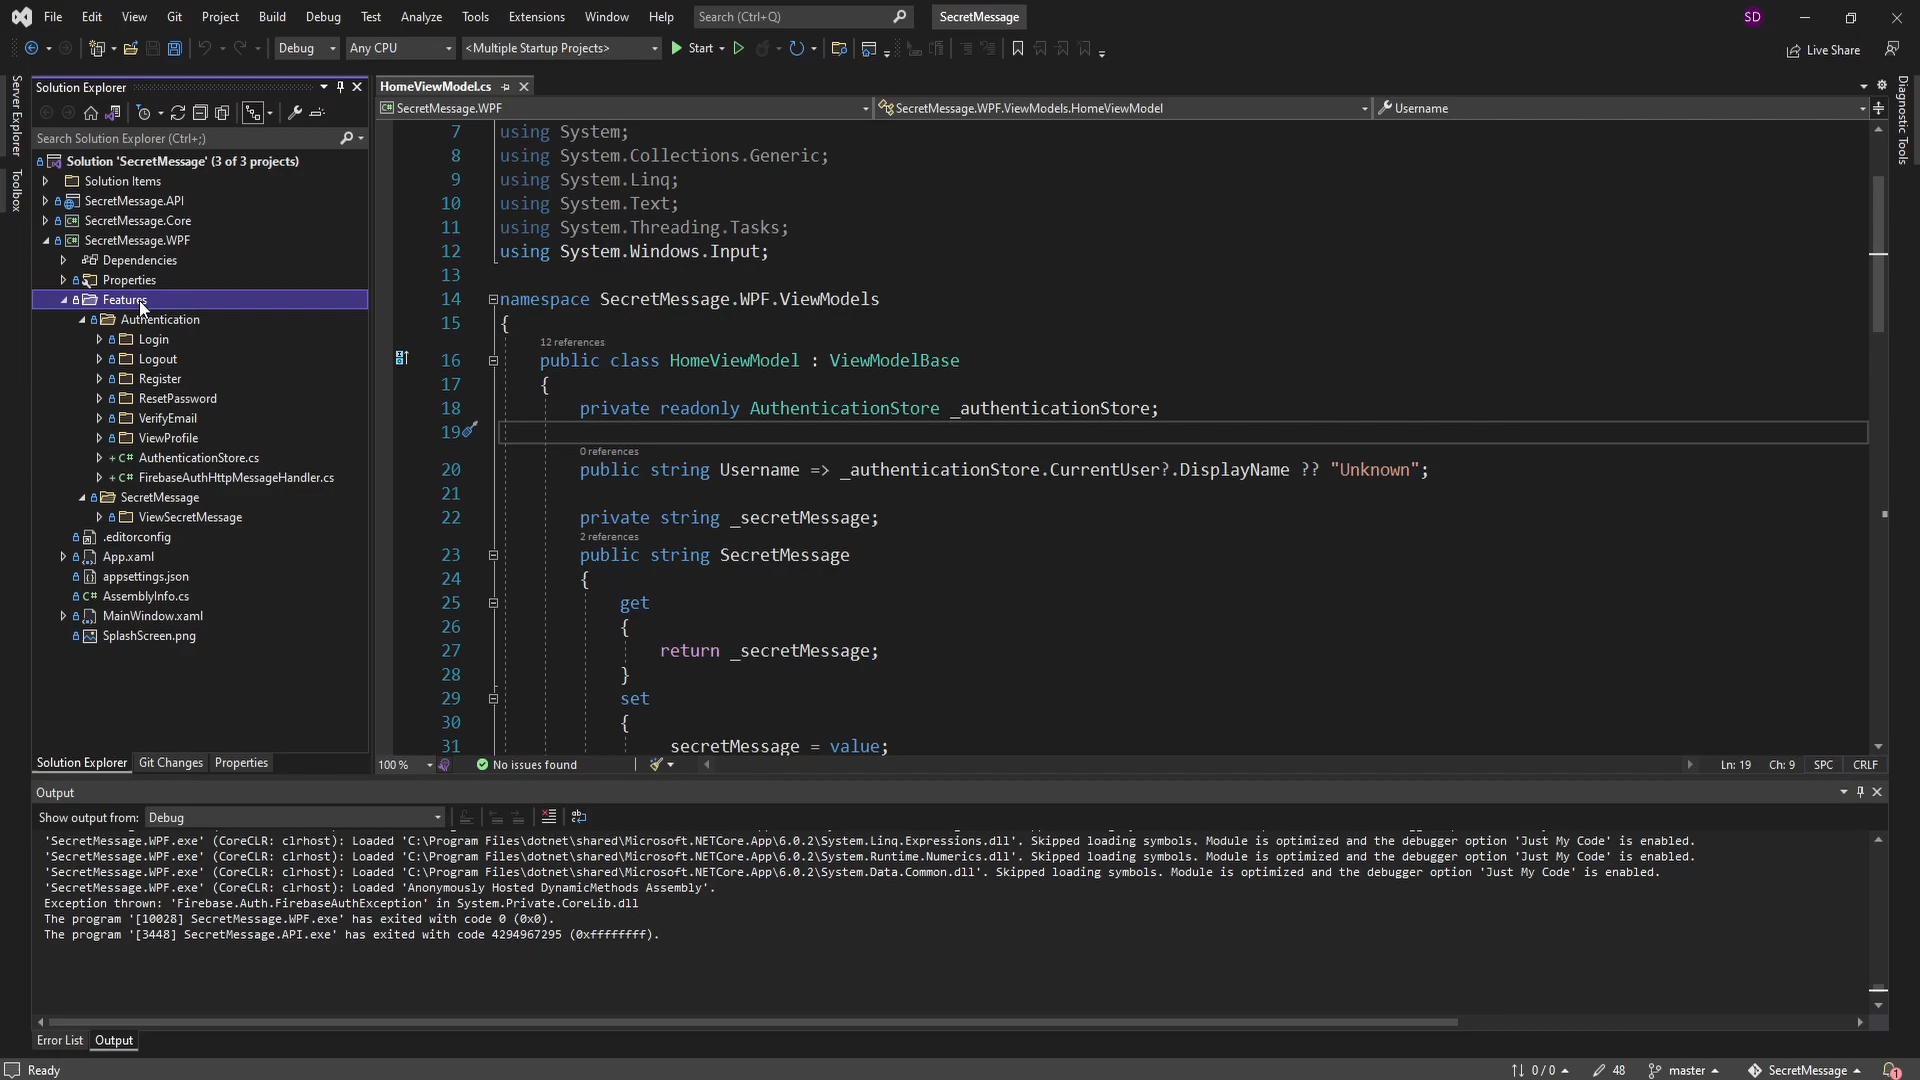 File Edit View Git Project Build Debug Test Analyze Tools Extensions Window Help Search (Ctrl+Q) SecretMessage SD
Debug Any CPU <Multiple Startup Projects> Start Live Share
Server Explorer
Toolbox
Solution Explorer
Search Solution Explorer (Ctrl+;)
Solution 'SecretMessage' (3 of 3 projects)
Solution Items
SecretMessage.API
SecretMessage.Core
SecretMessage.WPF
Dependencies
Properties
Features
Authentication
Login
Logout
Register
ResetPassword
VerifyEmail
ViewProfile
AuthenticationStore.cs
FirebaseAuthHttpMessageHandler.cs
SecretMessage
ViewSecretMessage
.editorconfig
App.xaml
appsettings.json
AssemblyInfo.cs
MainWindow.xaml
SplashScreen.png
Solution Explorer Git Changes Properties
HomeViewModel.cs
SecretMessage.WPF SecretMessage.WPF.ViewModels.HomeViewModel Username
7 using System;
8 using System.Collections.Generic;
9 using System.Linq;
10 using System.Text;
11 using System.Threading.Tasks;
12 using System.Windows.Input;
13
14 namespace SecretMessage.WPF.ViewModels
15 {
12 references
16 public class HomeViewModel : ViewModelBase
17 {
18 private readonly AuthenticationStore _authenticationStore;
19
0 references
20 public string Username => _authenticationStore.CurrentUser?.DisplayName ?? "Unknown";
21
22 private string _secretMessage;
2 references
23 public string SecretMessage
24 {
25 get
26 {
27 return _secretMessage;
28 }
29 set
30 {
31 secretMessage = value;
100 % No issues found Ln: 19 Ch: 9 SPC CRLF
Diagnostic Tools
Output
Show output from: Debug
'SecretMessage.WPF.exe' (CoreCLR: clrhost): Loaded 'C:\Program Files\dotnet\shared\Microsoft.NETCore.App\6.0.2\System.Linq.Expressions.dll'. Skipped loading symbols. Module is optimized and the debugger option 'Just My Code' is enabled.
'SecretMessage.WPF.exe' (CoreCLR: clrhost): Loaded 'C:\Program Files\dotnet\shared\Microsoft.NETCore.App\6.0.2\System.Runtime.Numerics.dll'. Skipped loading symbols. Module is optimized and the debugger option 'Just My Code' is enabled.
'SecretMessage.WPF.exe' (CoreCLR: clrhost): Loaded 'C:\Program Files\dotnet\shared\Microsoft.NETCore.App\6.0.2\System.Data.Common.dll'. Skipped loading symbols. Module is optimized and the debugger option 'Just My Code' is enabled.
'SecretMessage.WPF.exe' (CoreCLR: clrhost): Loaded 'Anonymously Hosted DynamicMethods Assembly'.
Exception thrown: 'Firebase.Auth.FirebaseAuthException' in System.Private.CoreLib.dll
The program '[10028] SecretMessage.WPF.exe' has exited with code 0 (0x0).
The program '[3448] SecretMessage.API.exe' has exited with code 4294967295 (0xffffffff).
Error List Output
Ready 0 / 0 48 master SecretMessage 1